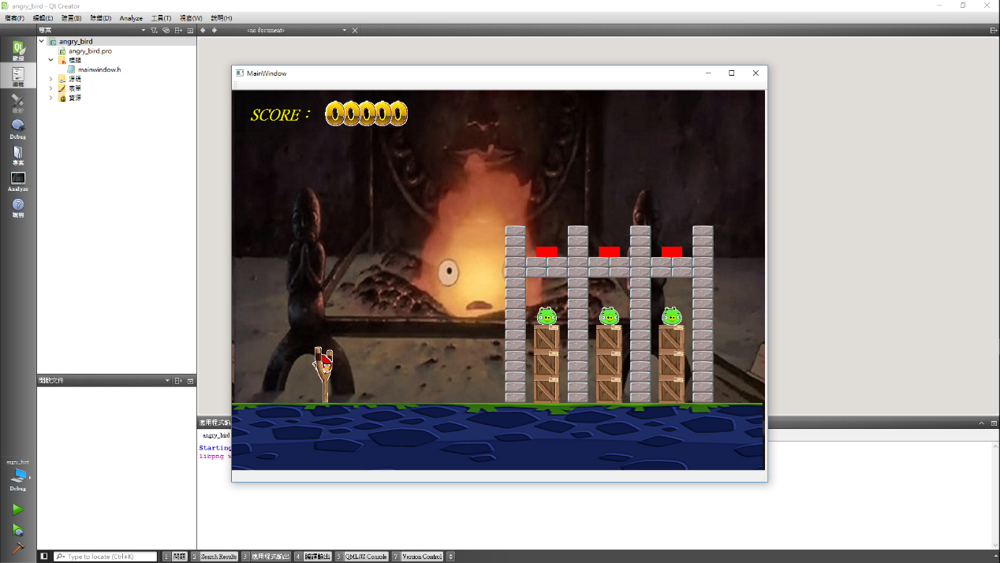 angry_bird - Qt Creator
檔案(F) 編輯(E) 建置(B) 除錯(D) Analyze 工具(T) 視窗(W) 說明(H)
專案
<no document>
歡迎
編輯
設計
Debug
專案
Analyze
說明
angry_bird
angry_bird.pro
標頭
mainwindow.h
源碼
表單
資源
MainWindow
SCORE： 00000
開啟文件
應用程式輸出
angry_bird
Starting
libpng w
angry_bird
Debug
Type to locate (Ctrl+K)
1 問題 2 Search Results 3 應用程式輸出 4 編譯輸出 5 QML/JS Console 7 Version Control